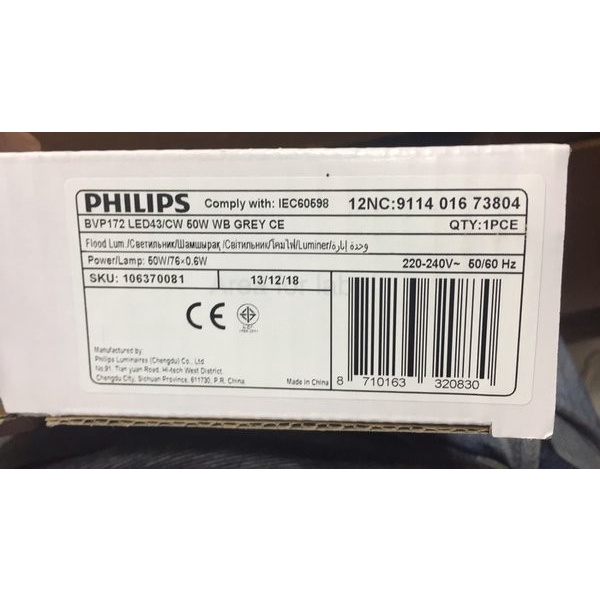 PHILIPS Comply with: IEC60598 12NC:9114 016 73804
BVP172 LED43/CW 50W WB GREY CE QTY:1PCE
Flood Lum./Светильник/Шамшырақ/Світильник/โคมไฟ/Luminer/وحدة إنارة
Power/Lamp: 50W/76×0.6W 220-240V~ 50/60 Hz
SKU: 106370081 13/12/18
CE
Manufactured by
Philips Luminaires (Chengdu) Co., Ltd
No.91, Tian yuan Road, Hi-tech West District
Chengdu City, Sichuan Province, 611730, P.R. China
Made in China
8 710163 320830